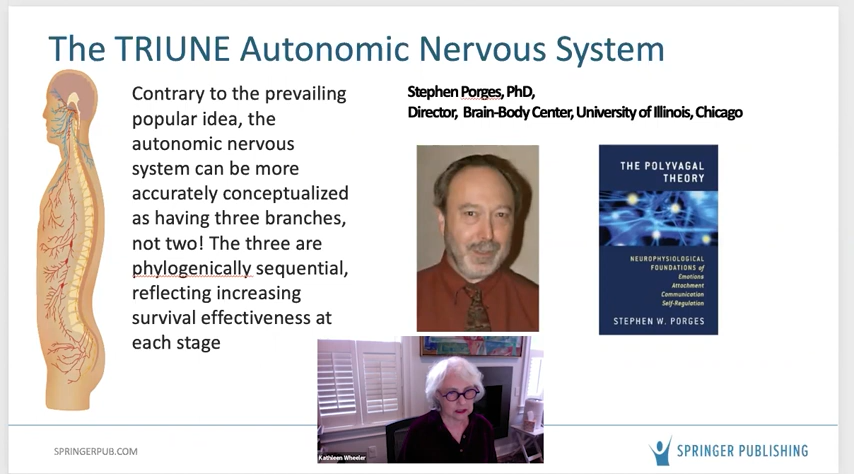 The TRIUNE Autonomic Nervous System
Contrary to the prevailing
popular idea, the
autonomic nervous
system can be more
accurately conceptualized
as having three branches,
not two! The three are
phylogenically sequential,
reflecting increasing
survival effectiveness at
each stage
Stephen Porges, PhD,
Director, Brain-Body Center, University of Illinois, Chicago
THE POLYVAGAL
THEORY
NEUROPHYSIOLOGICAL
FOUNDATIONS of
Emotions
Attachment
Communication
Self-Regulation
STEPHEN W. PORGES
Kathleen Wheeler
SPRINGERPUB.COM
SPRINGER PUBLISHING